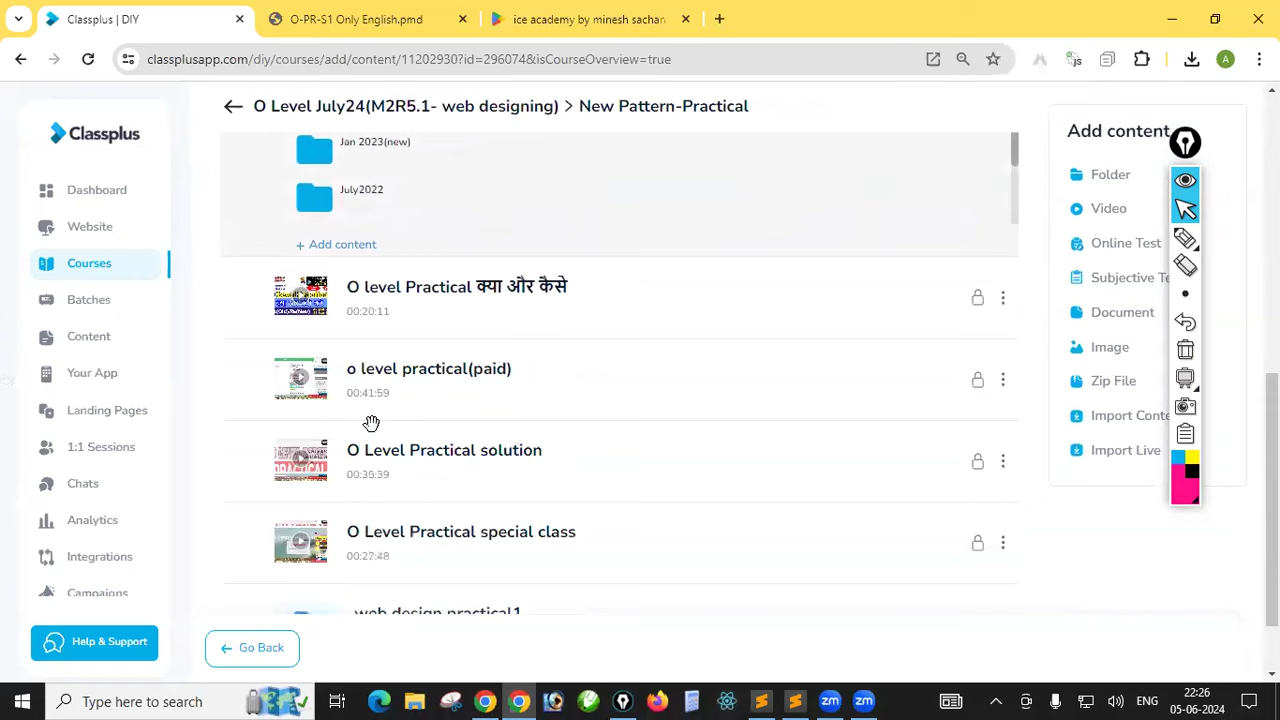 Classplus | DIY
O-PR-S1 Only English.pmd
ice academy by minesh sachan
classplusapp.com/diy/courses/add/content/11202930?id=296074&isCourseOverview=true
A
Classplus
Dashboard
Website
Courses
Batches
Content
Your App
Landing Pages
1:1 Sessions
Chats
Analytics
Integrations
Campaigns
Help & Support
O Level July24(M2R5.1- web designing) > New Pattern-Practical
Jan 2023(new)
July2022
+ Add content
O level Practical क्या और कैसे
00:20:11
o level practical(paid)
00:41:59
O Level Practical solution
00:36:39
O Level Practical special class
00:27:48
web design practical1
Go Back
Add content
Folder
Video
Online Test
Subjective Te
Document
Image
Zip File
Import Conte
Import Live
Type here to search
ENG
22:26
05-06-2024